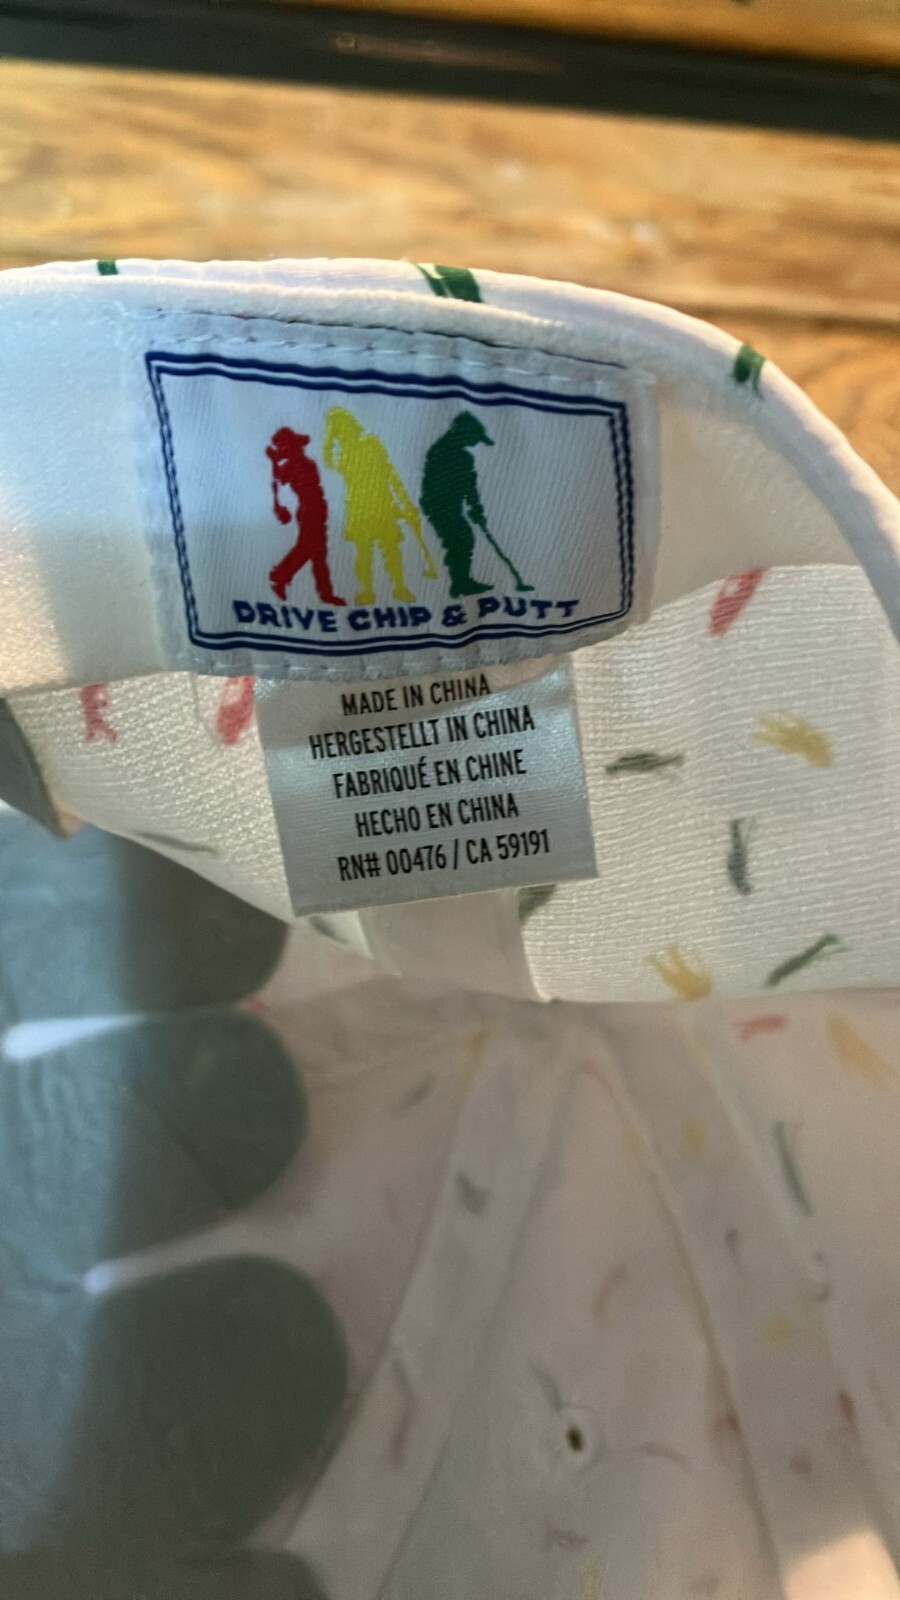 DRIVE CHIP & PUTT
MADE IN CHINA
HERGESTELLT IN CHINA
FABRIQUÉ EN CHINE
HECHO EN CHINA
RN# 00476 / CA 59191